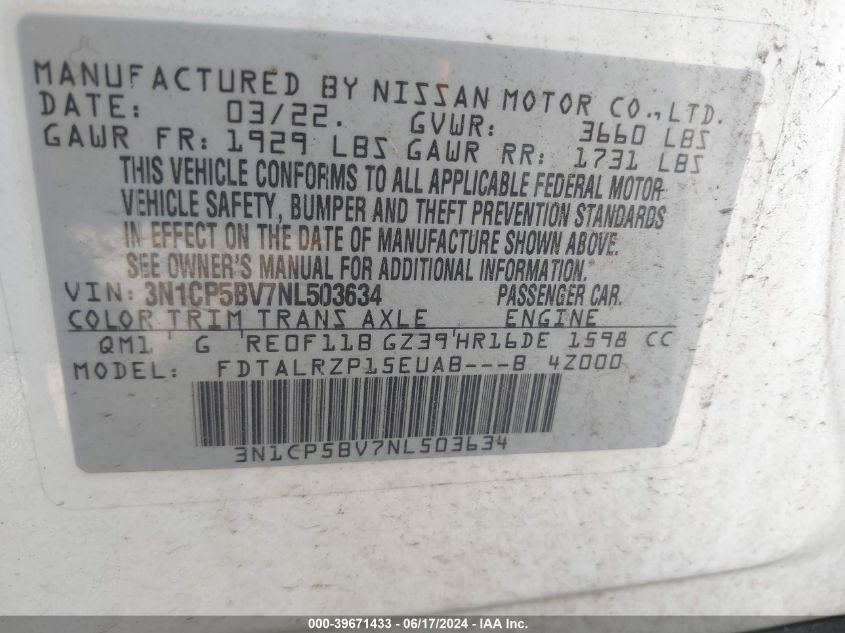 MANUFACTURED BY NISSAN MOTOR CO., LTD.
DATE: 03/22. GVWR: 3660 LBS
GAWR FR: 1929 LBS GAWR RR: 1731 LBS
THIS VEHICLE CONFORMS TO ALL APPLICABLE FEDERAL MOTOR
VEHICLE SAFETY, BUMPER AND THEFT PREVENTION STANDARDS
IN EFFECT ON THE DATE OF MANUFACTURE SHOWN ABOVE.
SEE OWNER'S MANUAL FOR ADDITIONAL INFORMATION.
VIN: 3N1CP5BV7NL503634 PASSENGER CAR.
COLOR TRIM TRANS AXLE ENGINE
QM1 G RE0F11B GZ39 HR16DE 1598 CC
MODEL: FDTALRZP15EUAB---B 4Z000
3N1CP5BV7NL503634
000-39671433 - 06/17/2024 - IAA Inc.